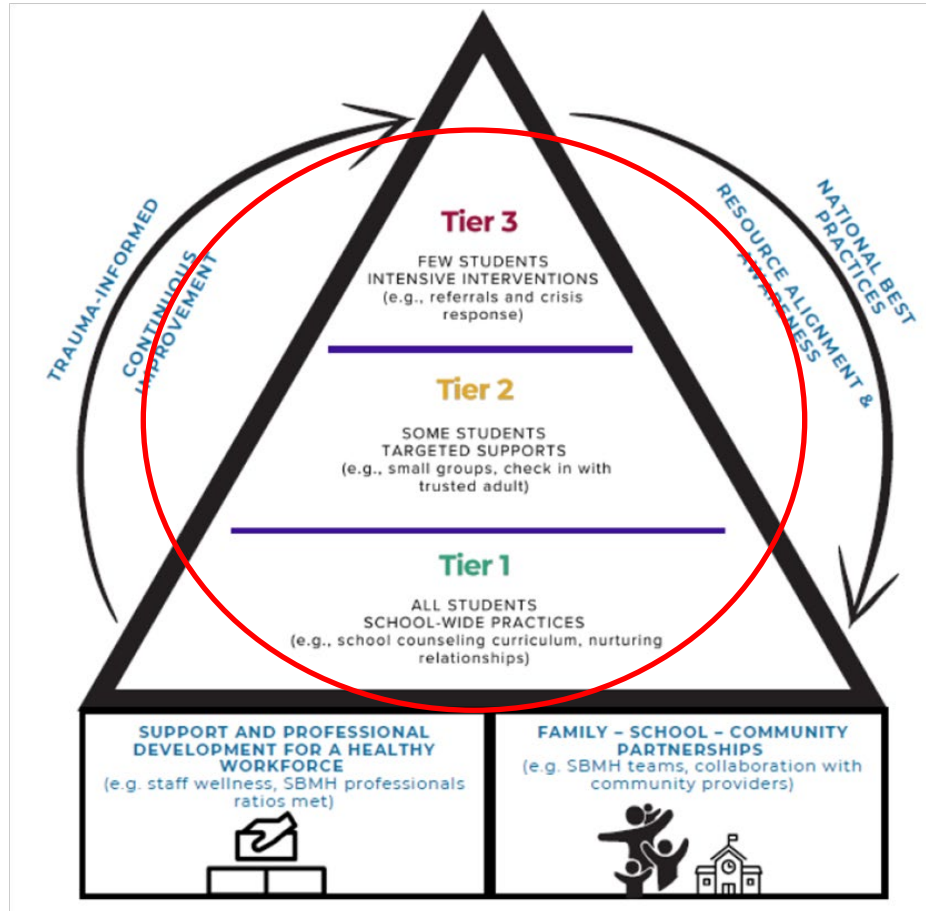 TRAUMA-INFORMED
CONTINUOUS
IMPROVEMENT
NATIONAL BEST
PRACTICES
RESOURCE ALIGNMENT &
AWARENESS
Tier 3
FEW STUDENTS
INTENSIVE INTERVENTIONS
(e.g., referrals and crisis
response)
Tier 2
SOME STUDENTS
TARGETED SUPPORTS
(e.g., small groups, check in with
trusted adult)
Tier 1
ALL STUDENTS
SCHOOL-WIDE PRACTICES
(e.g., school counseling curriculum, nurturing
relationships)
SUPPORT AND PROFESSIONAL
DEVELOPMENT FOR A HEALTHY
WORKFORCE
(e.g. staff wellness, SBMH professionals
ratios met)
FAMILY – SCHOOL – COMMUNITY
PARTNERSHIPS
(e.g. SBMH teams, collaboration with
community providers)